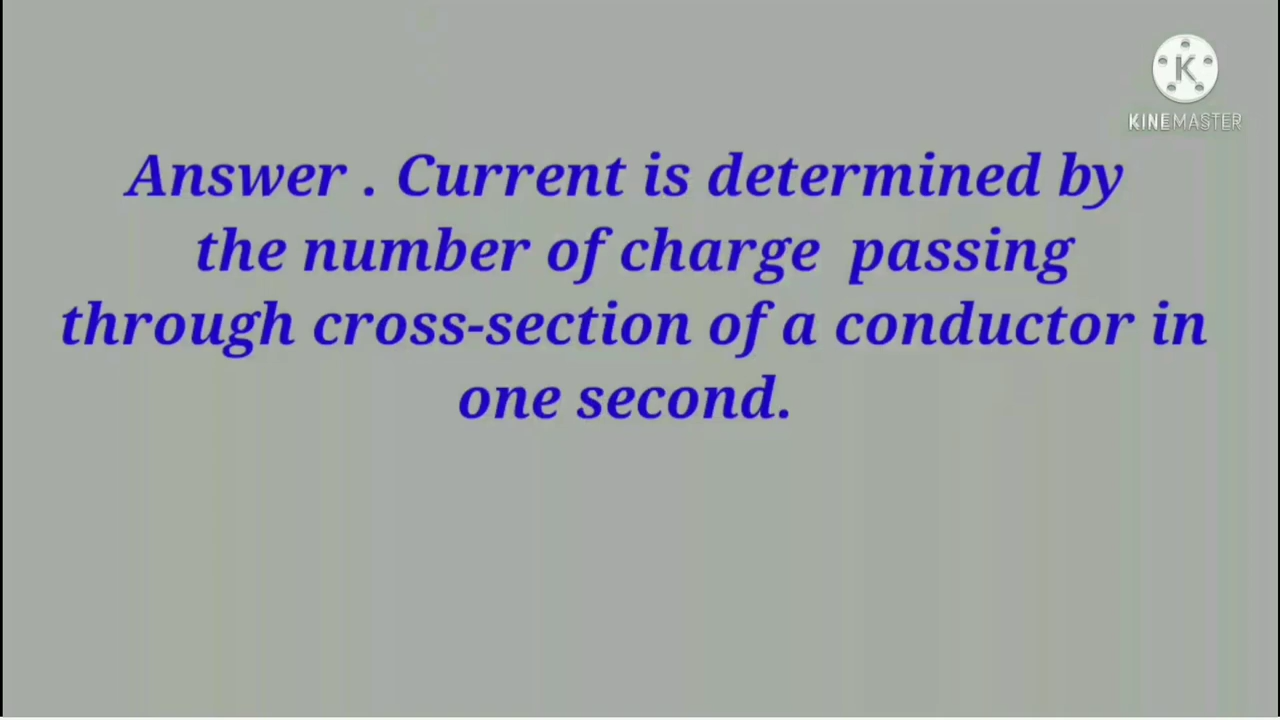 K
KINEMASTER
Answer . Current is determined by
the number of charge passing
through cross-section of a conductor in
one second.